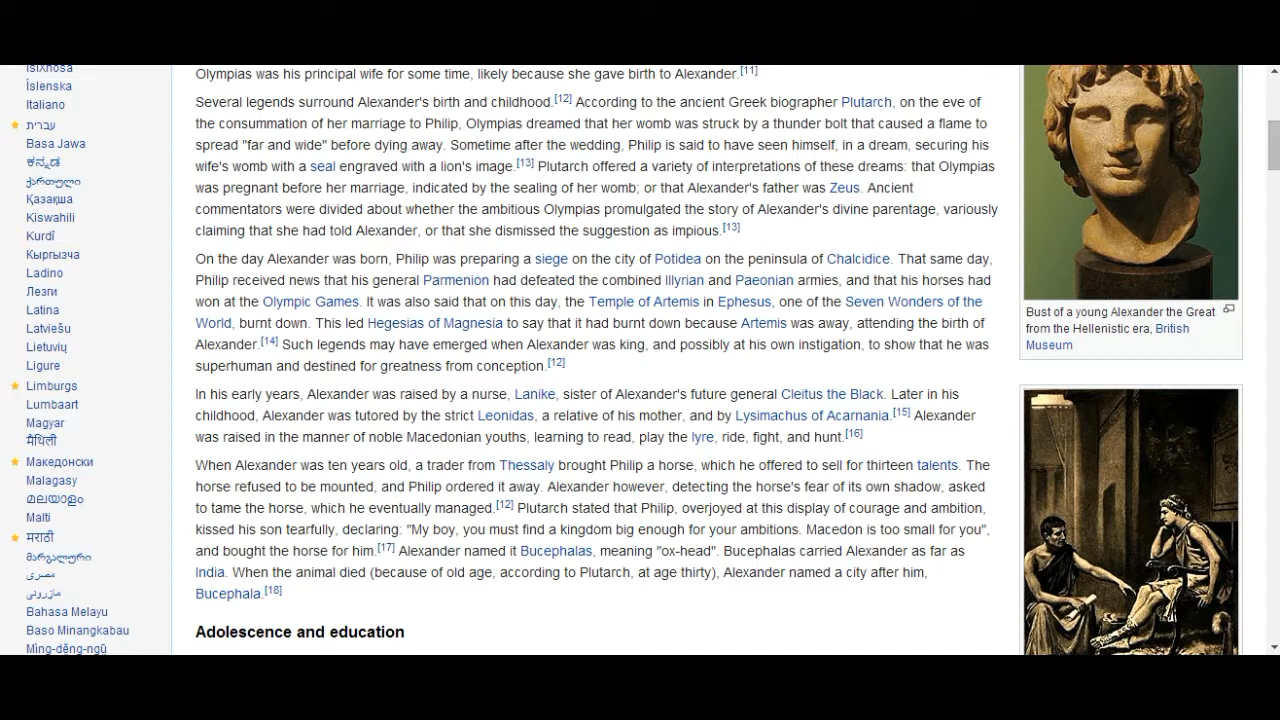 isiXhosa
Íslenska
Italiano
עברית
Basa Jawa
ಕನ್ನಡ
ქართული
Қазақша
Kiswahili
Kurdî
Кыргызча
Ladino
Лезги
Latina
Latviešu
Lietuvių
Ligure
Limburgs
Lumbaart
Magyar
मैथिली
Македонски
Malagasy
മലയാളം
Malti
मराठी
მარგალური
مصرى
مازِرونی
Bahasa Melayu
Baso Minangkabau
Mìng-dĕng-ngṳ̄
Olympias was his principal wife for some time, likely because she gave birth to Alexander.[11]
Several legends surround Alexander's birth and childhood.[12] According to the ancient Greek biographer Plutarch, on the eve of
the consummation of her marriage to Philip, Olympias dreamed that her womb was struck by a thunder bolt that caused a flame to
spread "far and wide" before dying away. Sometime after the wedding, Philip is said to have seen himself, in a dream, securing his
wife's womb with a seal engraved with a lion's image.[13] Plutarch offered a variety of interpretations of these dreams: that Olympias
was pregnant before her marriage, indicated by the sealing of her womb; or that Alexander's father was Zeus. Ancient
commentators were divided about whether the ambitious Olympias promulgated the story of Alexander's divine parentage, variously
claiming that she had told Alexander, or that she dismissed the suggestion as impious.[13]
On the day Alexander was born, Philip was preparing a siege on the city of Potidea on the peninsula of Chalcidice. That same day,
Philip received news that his general Parmenion had defeated the combined Illyrian and Paeonian armies, and that his horses had
won at the Olympic Games. It was also said that on this day, the Temple of Artemis in Ephesus, one of the Seven Wonders of the
World, burnt down. This led Hegesias of Magnesia to say that it had burnt down because Artemis was away, attending the birth of
Alexander.[14] Such legends may have emerged when Alexander was king, and possibly at his own instigation, to show that he was
superhuman and destined for greatness from conception.[12]
In his early years, Alexander was raised by a nurse, Lanike, sister of Alexander's future general Cleitus the Black. Later in his
childhood, Alexander was tutored by the strict Leonidas, a relative of his mother, and by Lysimachus of Acarnania.[15] Alexander
was raised in the manner of noble Macedonian youths, learning to read, play the lyre, ride, fight, and hunt.[16]
When Alexander was ten years old, a trader from Thessaly brought Philip a horse, which he offered to sell for thirteen talents. The
horse refused to be mounted, and Philip ordered it away. Alexander however, detecting the horse's fear of its own shadow, asked
to tame the horse, which he eventually managed.[12] Plutarch stated that Philip, overjoyed at this display of courage and ambition,
kissed his son tearfully, declaring: "My boy, you must find a kingdom big enough for your ambitions. Macedon is too small for you",
and bought the horse for him.[17] Alexander named it Bucephalas, meaning "ox-head". Bucephalas carried Alexander as far as
India. When the animal died (because of old age, according to Plutarch, at age thirty), Alexander named a city after him,
Bucephala.[18]
Adolescence and education
Bust of a young Alexander the Great
from the Hellenistic era, British
Museum